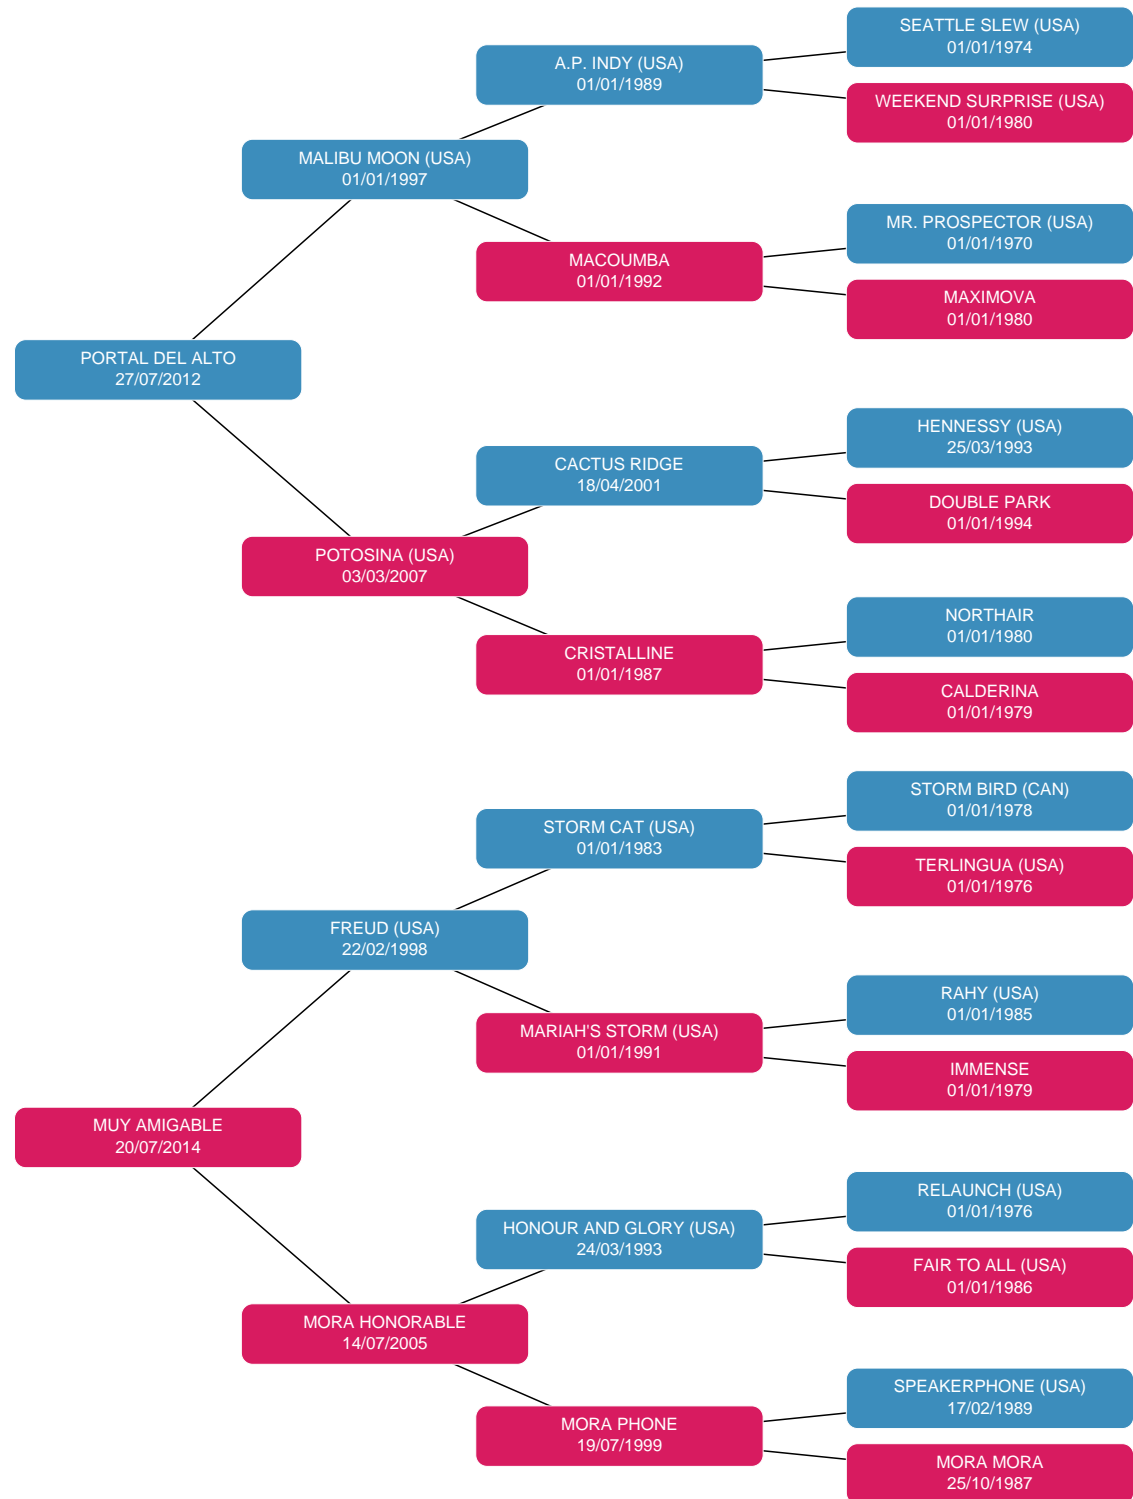 SEATTLE SLEW (USA)
01/01/1974
A.P. INDY (USA)
01/01/1989
WEEKEND SURPRISE (USA)
01/01/1980
MALIBU MOON (USA)
01/01/1997
MR. PROSPECTOR (USA)
01/01/1970
MACOUMBA
01/01/1992
MAXIMOVA
01/01/1980
PORTAL DEL ALTO
27/07/2012
HENNESSY (USA)
25/03/1993
CACTUS RIDGE
18/04/2001
DOUBLE PARK
01/01/1994
POTOSINA (USA)
03/03/2007
NORTHAIR
01/01/1980
CRISTALLINE
01/01/1987
CALDERINA
01/01/1979
STORM BIRD (CAN)
01/01/1978
STORM CAT (USA)
01/01/1983
TERLINGUA (USA)
01/01/1976
FREUD (USA)
22/02/1998
RAHY (USA)
01/01/1985
MARIAH'S STORM (USA)
01/01/1991
IMMENSE
01/01/1979
MUY AMIGABLE
20/07/2014
RELAUNCH (USA)
01/01/1976
HONOUR AND GLORY (USA)
24/03/1993
FAIR TO ALL (USA)
01/01/1986
MORA HONORABLE
14/07/2005
SPEAKERPHONE (USA)
17/02/1989
MORA PHONE
19/07/1999
MORA MORA
25/10/1987